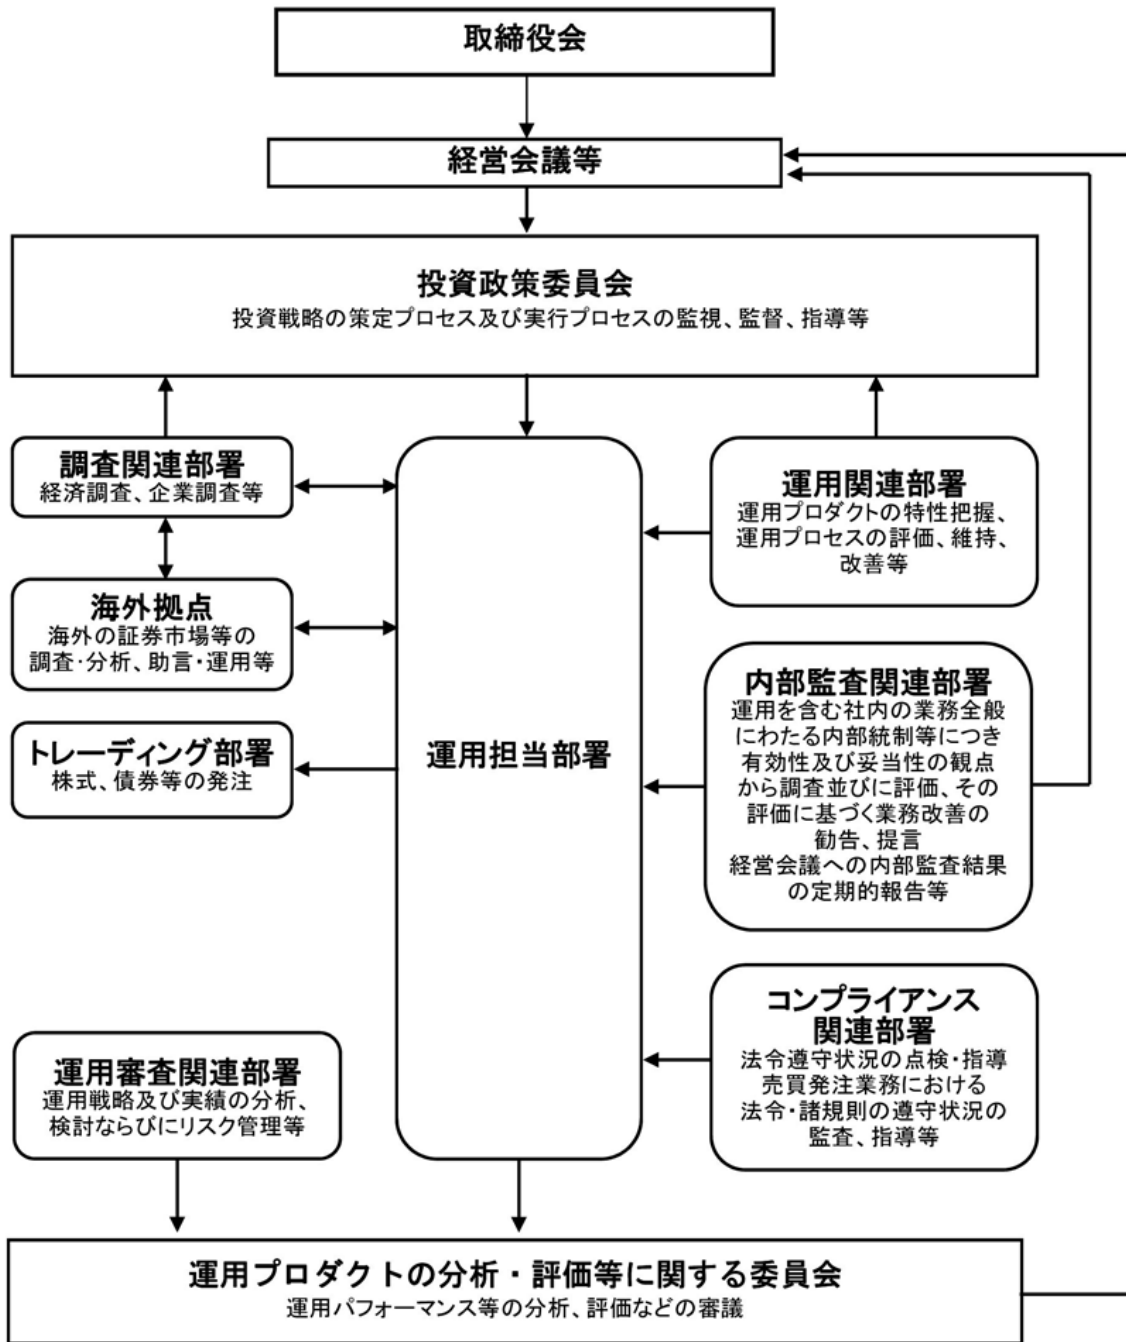 取締役会
経営会議等
投資政策委員会
投資戦略の策定プロセス及び実行プロセスの監視、監督、指導等
調査関連部署
経済調査、企業調査等
海外拠点
海外の証券市場等の
調査・分析、助言・運用等
トレーディング部署
株式、債券等の発注
運用担当部署
運用関連部署
運用プロダクトの特性把握、
運用プロセスの評価、維持、
改善等
内部監査関連部署
運用を含む社内の業務全般
にわたる内部統制等につき
有効性及び妥当性の観点
から調査並びに評価、その
評価に基づく業務改善の
勧告、提言
経営会議への内部監査結果
の定期的報告等
コンプライアンス
関連部署
法令遵守状況の点検・指導
売買発注業務における
法令・諸規則の遵守状況の
監査、指導等
運用審査関連部署
運用戦略及び実績の分析、
検討ならびにリスク管理等
運用プロダクトの分析・評価等に関する委員会
運用パフォーマンス等の分析、評価などの審議